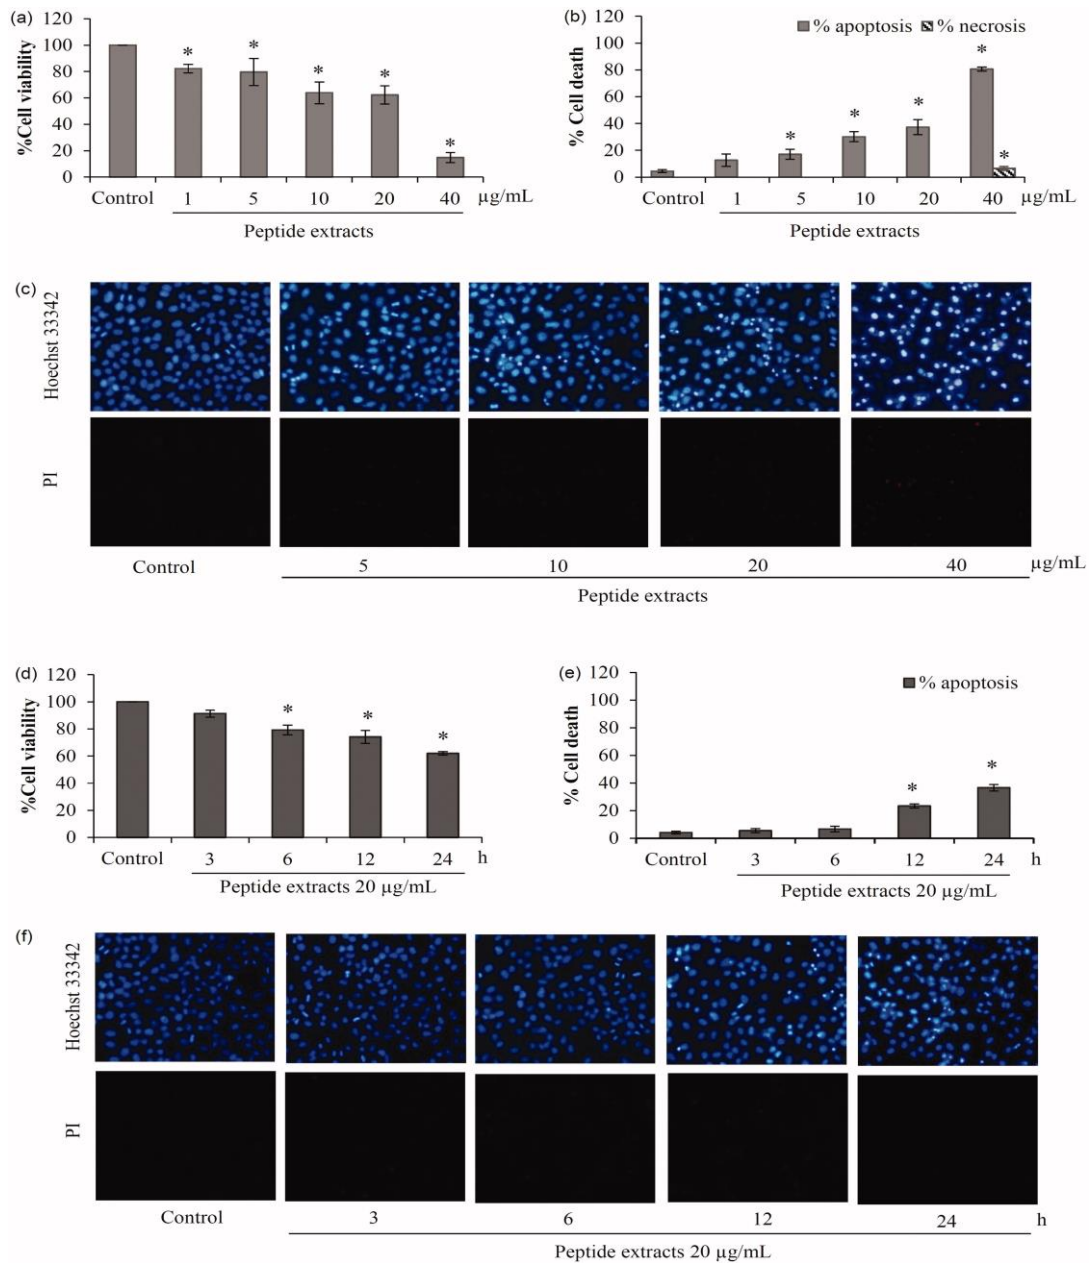 (a)
120
100
80
60
40
20
0
%Cell viability
* * * * *
Control 1 5 10 20 40 µg/mL
Peptide extracts
(b)
120
100
80
60
40
20
0
% Cell death
% apoptosis % necrosis
* * * * *
Control 1 5 10 20 40 µg/mL
Peptide extracts
(c)
Hoechst 33342
PI
Control 5 10 20 40 µg/mL
Peptide extracts
(d)
120
100
80
60
40
20
0
%Cell viability
* * *
Control 3 6 12 24 h
Peptide extracts 20 µg/mL
(e)
120
100
80
60
40
20
0
% Cell death
% apoptosis
* *
Control 3 6 12 24 h
Peptide extracts 20 µg/mL
(f)
Hoechst 33342
PI
Control 3 6 12 24 h
Peptide extracts 20 µg/mL